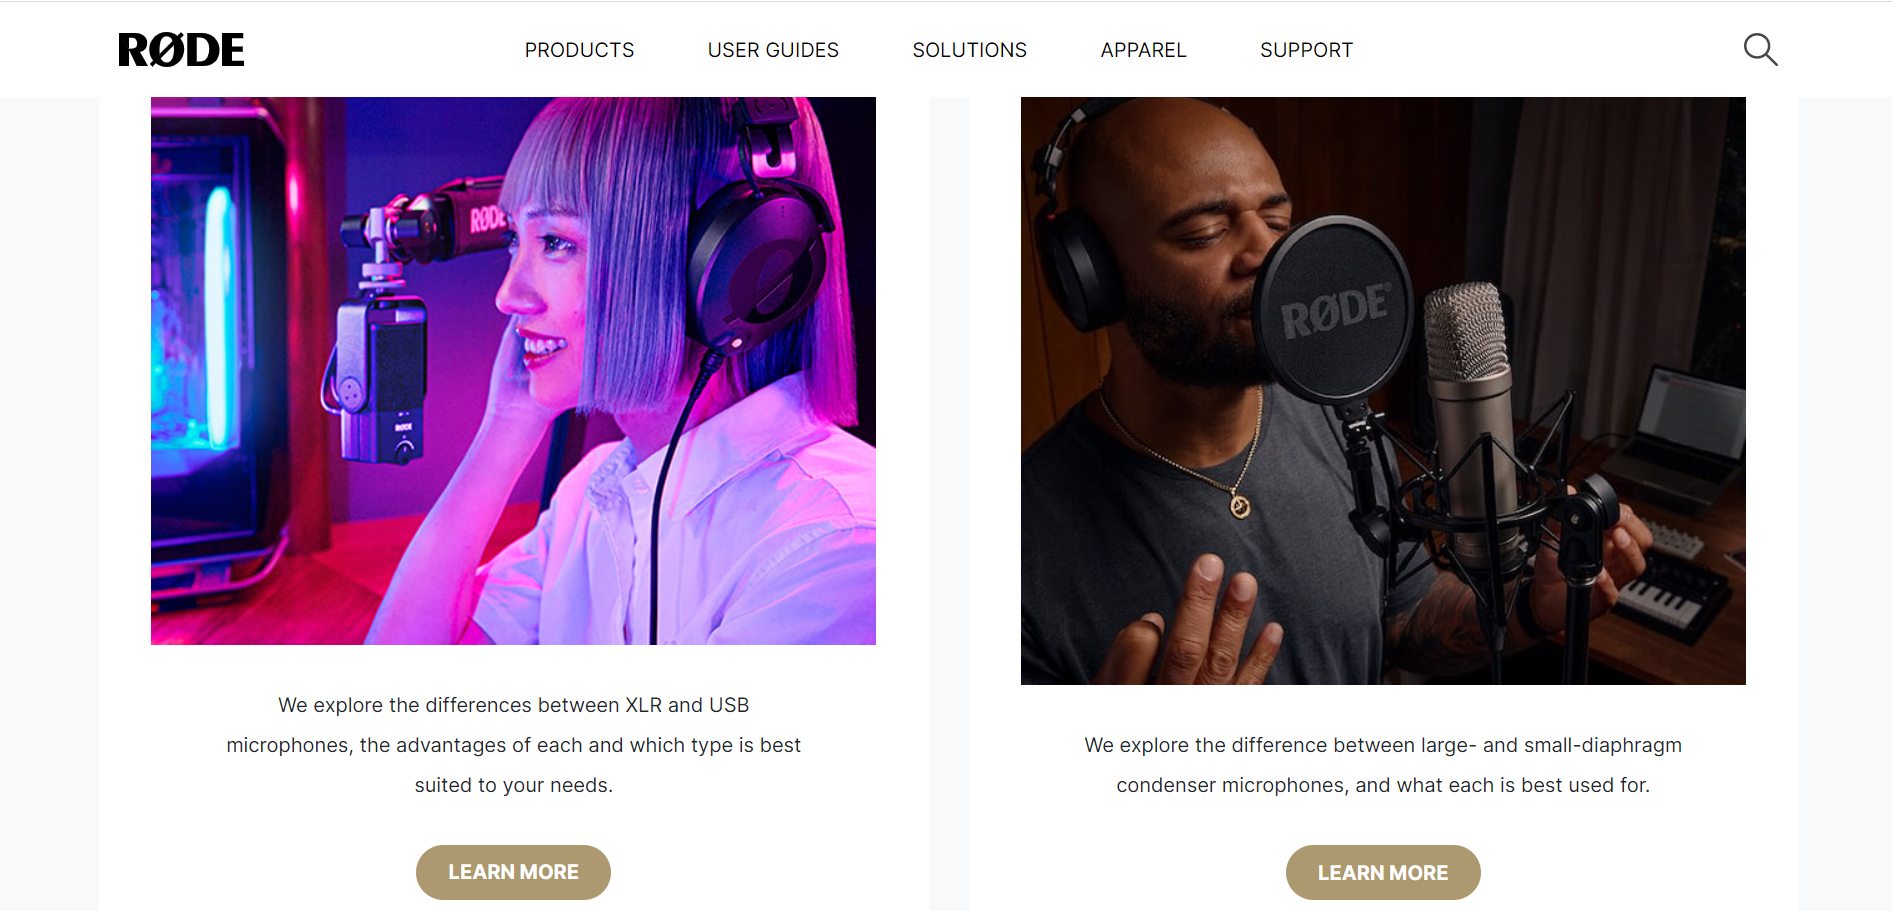 RØDE
PRODUCTS
USER GUIDES
SOLUTIONS
APPAREL
SUPPORT
RØDE
RØDE
We explore the differences between XLR and USB
microphones, the advantages of each and which type is best
suited to your needs.
LEARN MORE
RØDE®
We explore the difference between large- and small-diaphragm
condenser microphones, and what each is best used for.
LEARN MORE